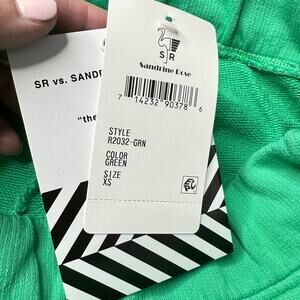 SR
Sandrine Rose
7 14232 90378 6
STYLE
R2032-GRN
COLOR
GREEN
SIZE
XS
SR vs. SANDR
"the